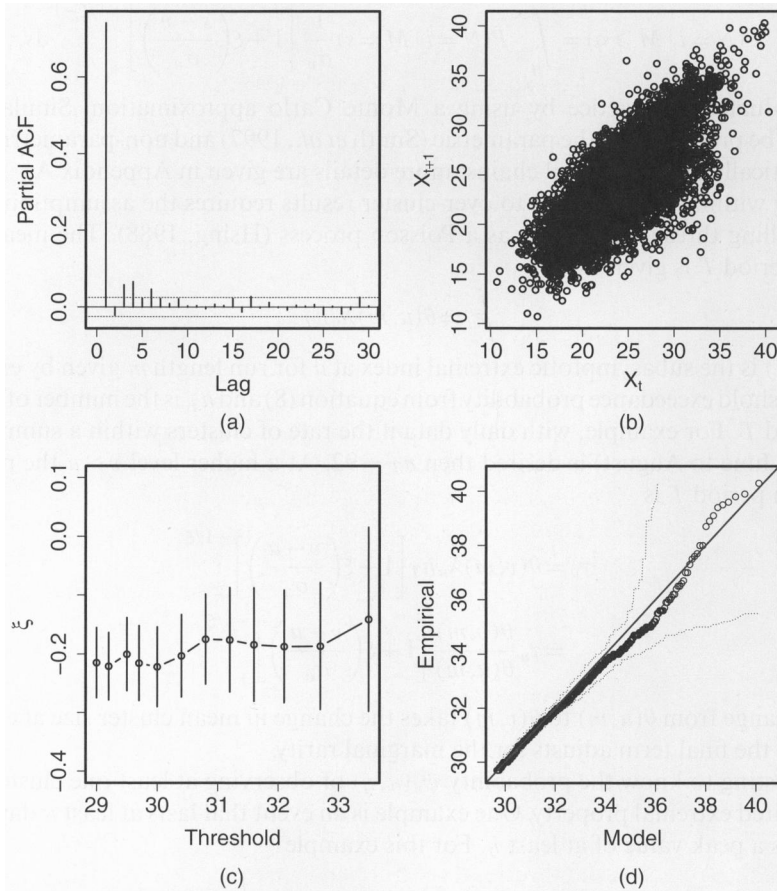 Partial ACF
0.0 0.2 0.4 0.6
0 5 10 15 20 25 30
Lag
(a)
X_{t+1}
10 15 20 25 30 35 40
10 15 20 25 30 35 40
X_t
(b)
ξ
−0.4 −0.2 0.0 0.1
29 30 31 32 33
Threshold
(c)
Empirical
30 32 34 36 38 40
30 32 34 36 38 40
Model
(d)